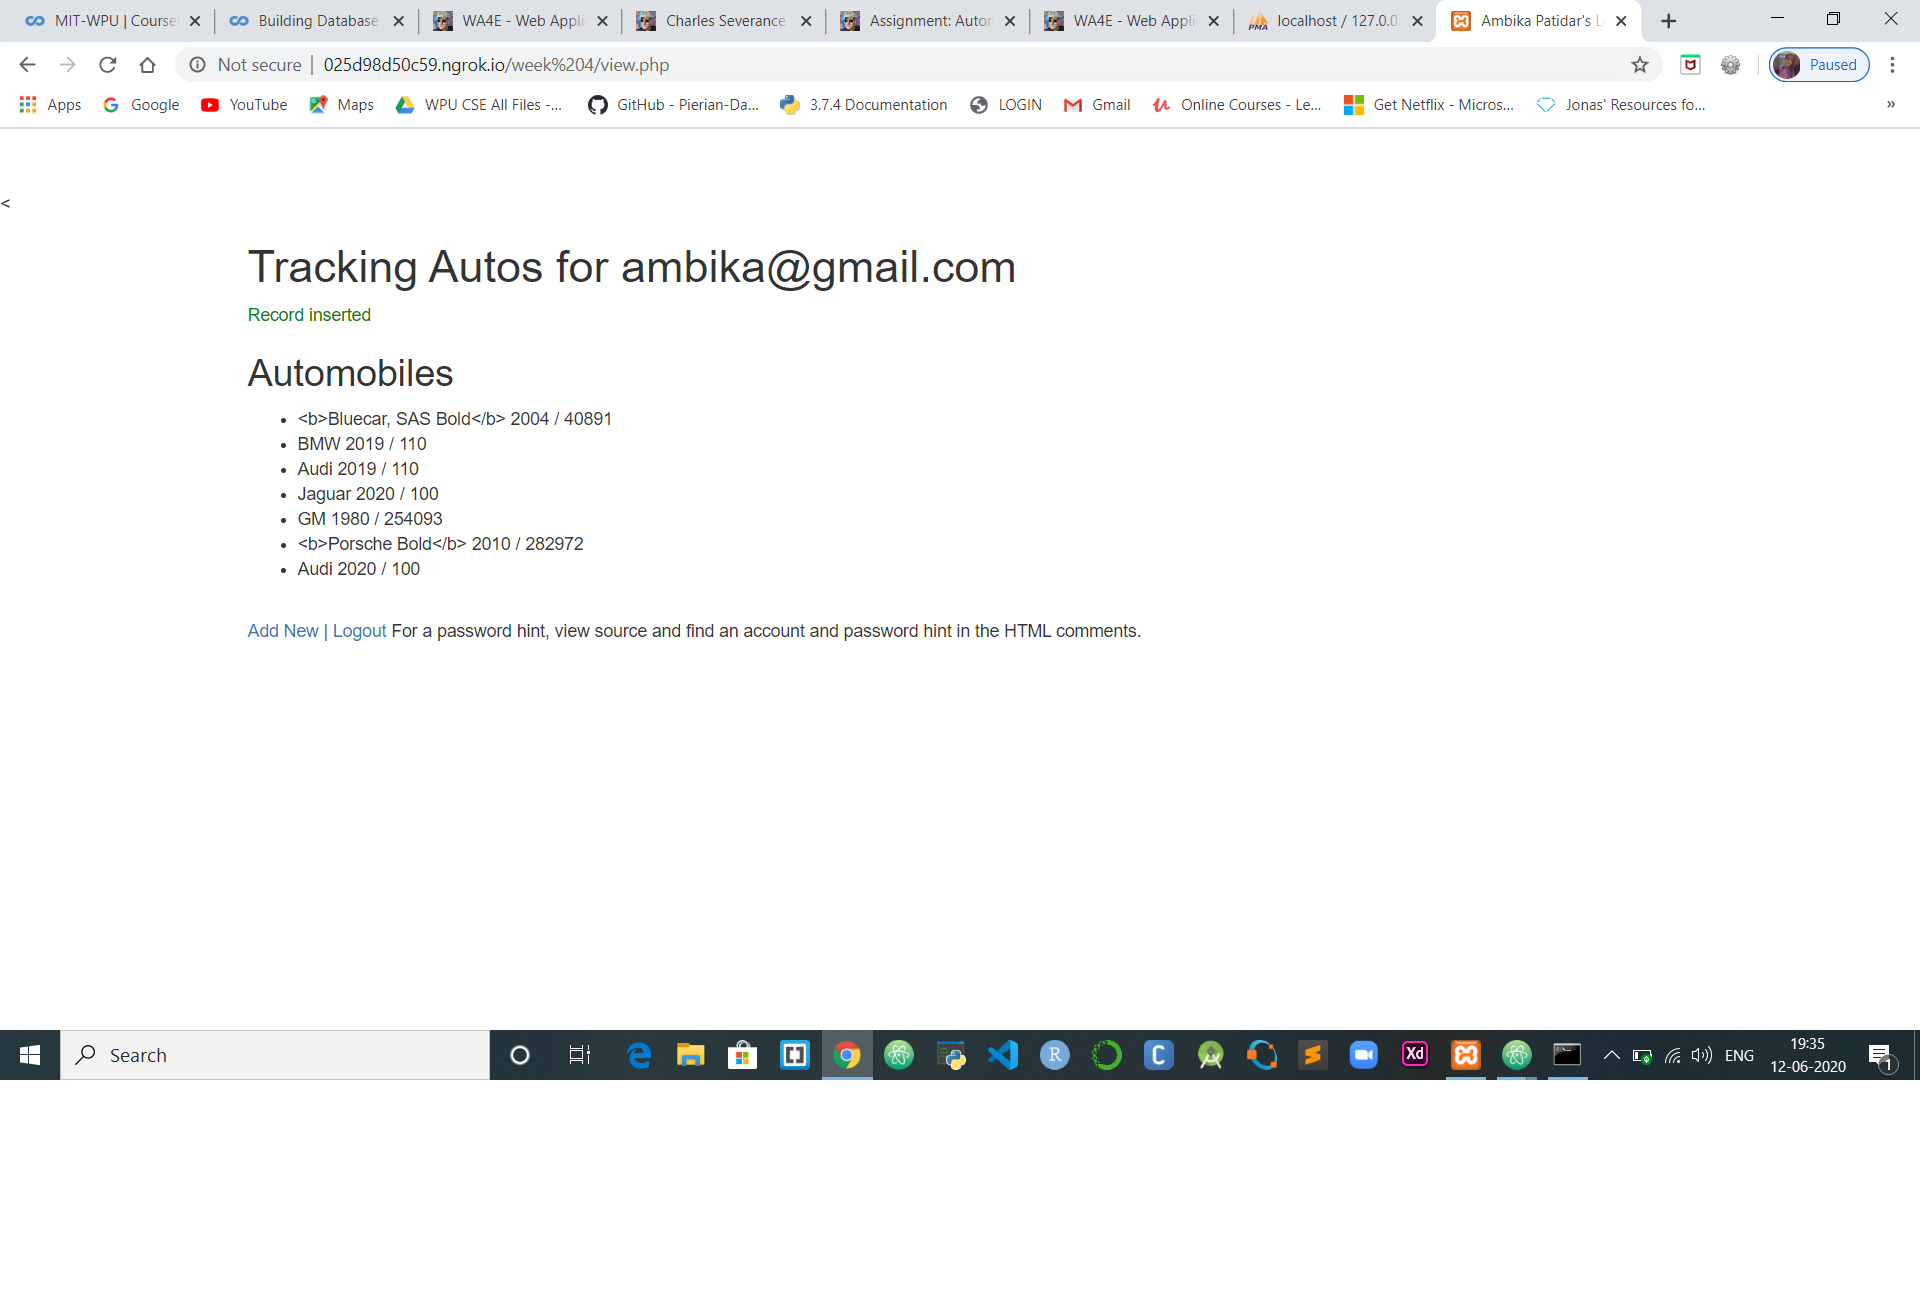 MIT-WPU | Course
Building Database
WA4E - Web Appli
Charles Severance
Assignment: Autom
WA4E - Web Appli
localhost / 127.0.0
Ambika Patidar's L
Not secure | 025d98d50c59.ngrok.io/week%204/view.php
Paused
Apps
Google
YouTube
Maps
WPU CSE All Files -...
GitHub - Pierian-Da...
3.7.4 Documentation
LOGIN
Gmail
Online Courses - Le...
Get Netflix - Micros...
Jonas' Resources fo...
»
<
Tracking Autos for ambika@gmail.com
Record inserted
Automobiles
<b>Bluecar, SAS Bold</b> 2004 / 40891
BMW 2019 / 110
Audi 2019 / 110
Jaguar 2020 / 100
GM 1980 / 254093
<b>Porsche Bold</b> 2010 / 282972
Audi 2020 / 100
Add New | Logout For a password hint, view source and find an account and password hint in the HTML comments.
Search
ENG
19:35
12-06-2020
1